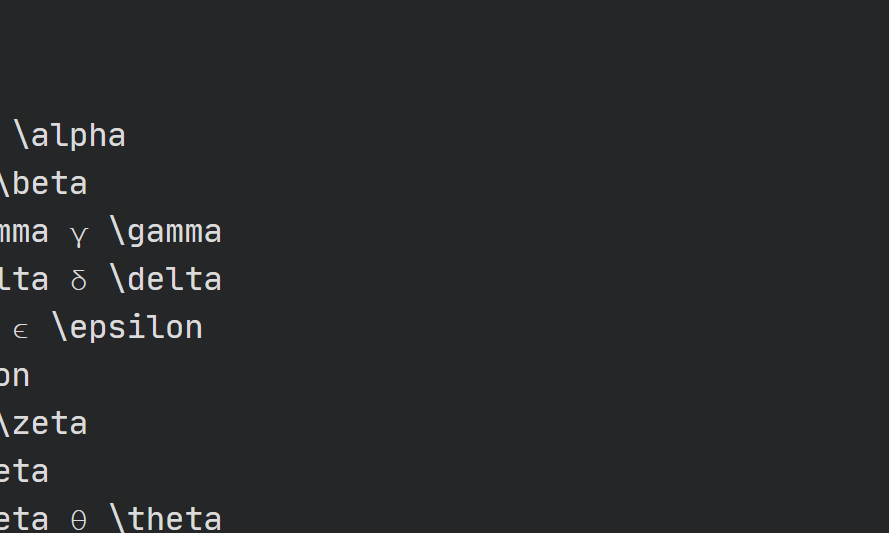 \alpha
\beta
mma γ \gamma
lta δ \delta
ϵ \epsilon
on
\zeta
eta
eta θ \theta